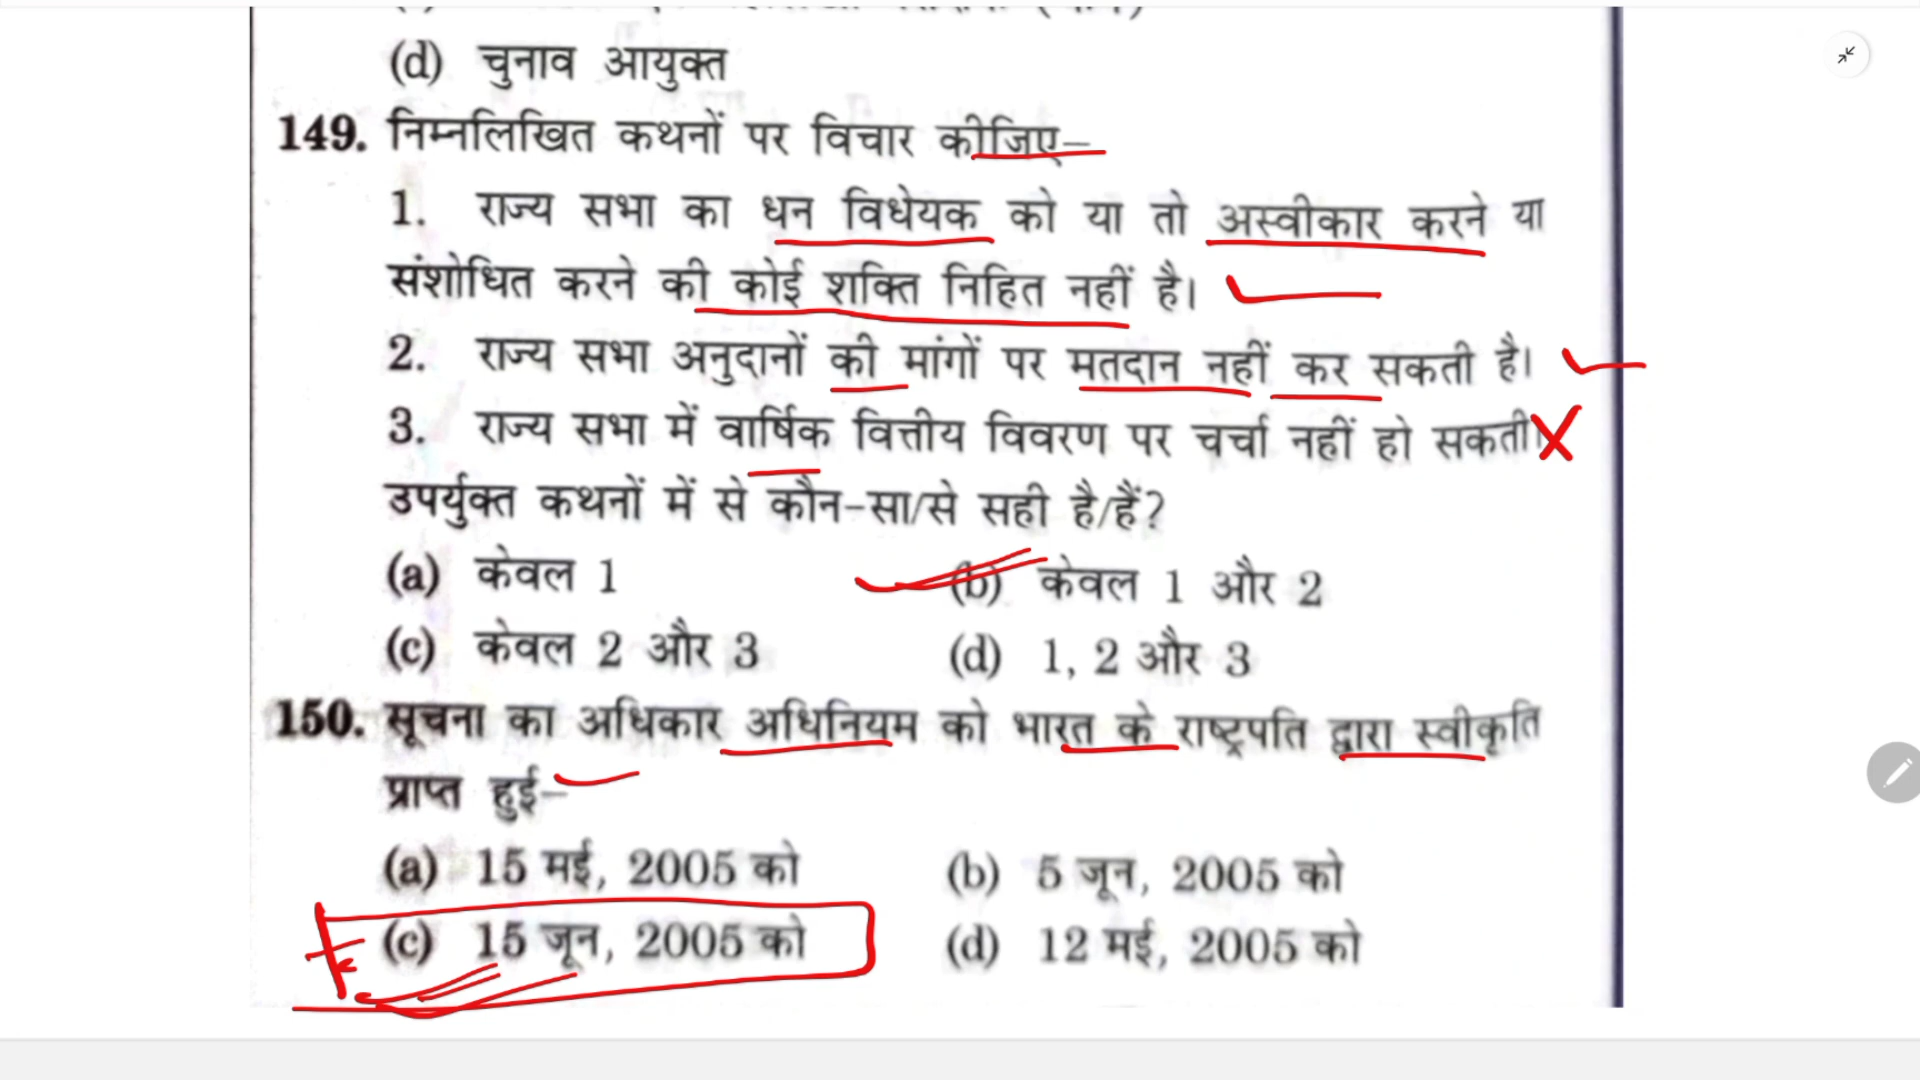 (d) चुनाव आयुक्त
149. निम्नलिखित कथनों पर विचार कीजिए–
1. राज्य सभा का धन विधेयक को या तो अस्वीकार करने या
संशोधित करने की कोई शक्ति निहित नहीं है।
2. राज्य सभा अनुदानों की मांगों पर मतदान नहीं कर सकती है।
3. राज्य सभा में वार्षिक वित्तीय विवरण पर चर्चा नहीं हो सकती।
उपर्युक्त कथनों में से कौन-सा/से सही है/हैं?
(a) केवल 1 (b) केवल 1 और 2
(c) केवल 2 और 3 (d) 1, 2 और 3
150. सूचना का अधिकार अधिनियम को भारत के राष्ट्रपति द्वारा स्वीकृति
प्राप्त हुई–
(a) 15 मई, 2005 को (b) 5 जून, 2005 को
(c) 15 जून, 2005 को (d) 12 मई, 2005 को